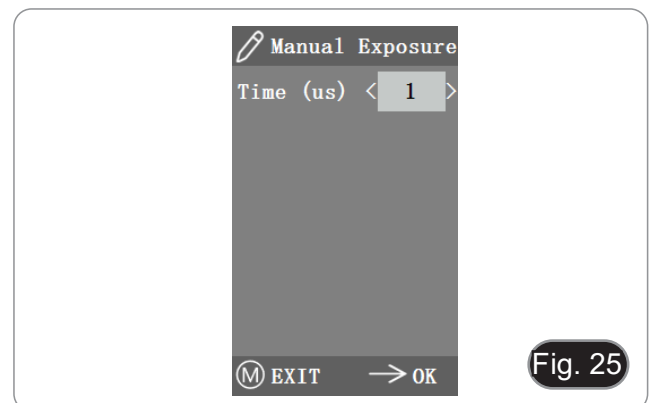 Manual Exposure
Time (us) < 1 >
M EXIT → OK
Fig. 25